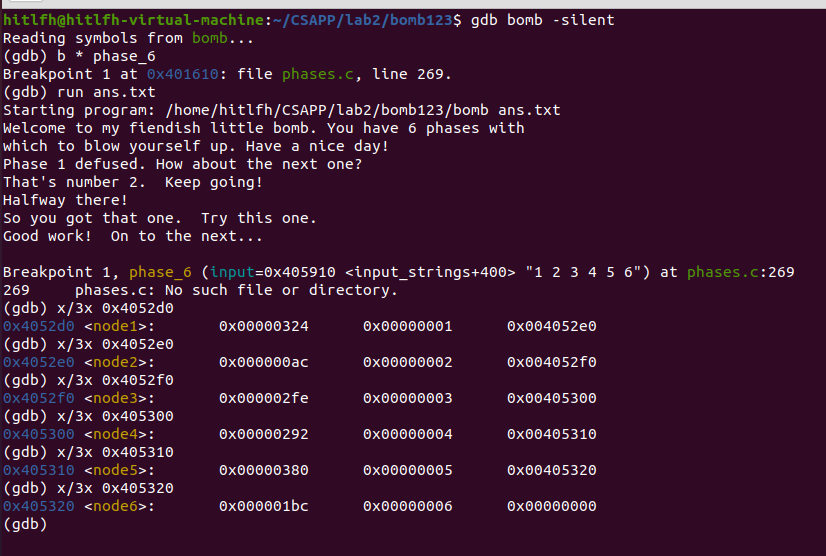 hitlfh@hitlfh-virtual-machine:~/CSAPP/lab2/bomb123$ gdb bomb -silent
Reading symbols from bomb...
(gdb) b * phase_6
Breakpoint 1 at 0x401610: file phases.c, line 269.
(gdb) run ans.txt
Starting program: /home/hitlfh/CSAPP/lab2/bomb123/bomb ans.txt
Welcome to my fiendish little bomb. You have 6 phases with
which to blow yourself up. Have a nice day!
Phase 1 defused. How about the next one?
That's number 2.  Keep going!
Halfway there!
So you got that one.  Try this one.
Good work!  On to the next...
Breakpoint 1, phase_6 (input=0x405910 <input_strings+400> "1 2 3 4 5 6") at phases.c:269
269     phases.c: No such file or directory.
(gdb) x/3x 0x4052d0
0x4052d0 <node1>:       0x00000324      0x00000001      0x004052e0
(gdb) x/3x 0x4052e0
0x4052e0 <node2>:       0x000000ac      0x00000002      0x004052f0
(gdb) x/3x 0x4052f0
0x4052f0 <node3>:       0x000002fe      0x00000003      0x00405300
(gdb) x/3x 0x405300
0x405300 <node4>:       0x00000292      0x00000004      0x00405310
(gdb) x/3x 0x405310
0x405310 <node5>:       0x00000380      0x00000005      0x00405320
(gdb) x/3x 0x405320
0x405320 <node6>:       0x000001bc      0x00000006      0x00000000
(gdb)